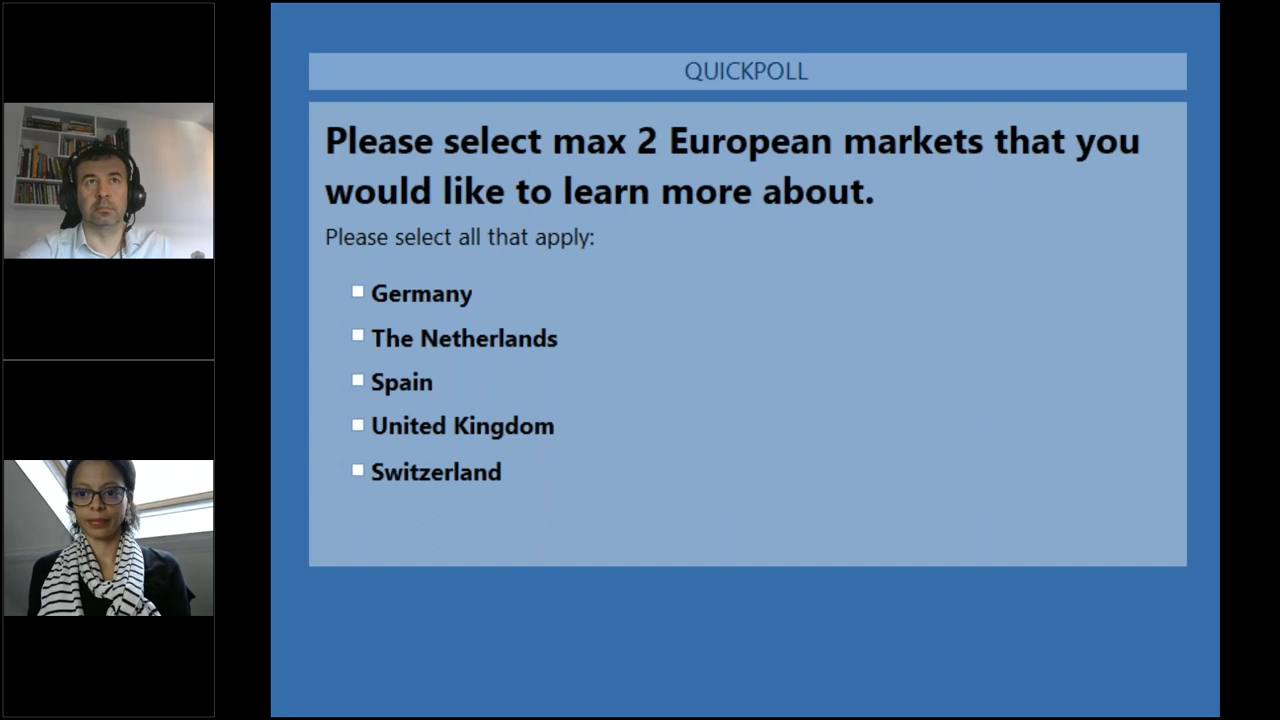 QUICKPOLL
Please select max 2 European markets that you
would like to learn more about.
Please select all that apply:
Germany
The Netherlands
Spain
United Kingdom
Switzerland